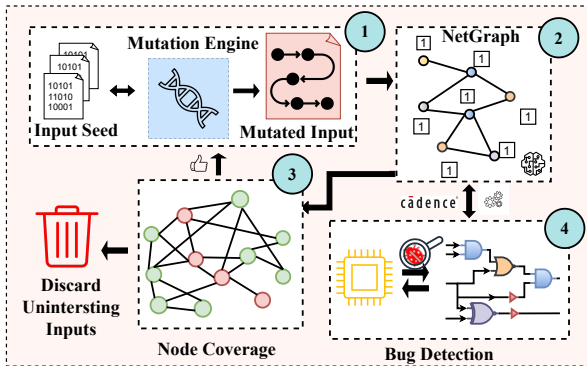 Mutation Engine
1
NetGraph
2
10101
10101
10101
11010
10001
Input Seed
Mutated Input
1
1
1
1
1
1
1
1
3
cādence®
4
Discard
Unintersting
Inputs
Node Coverage
Bug Detection